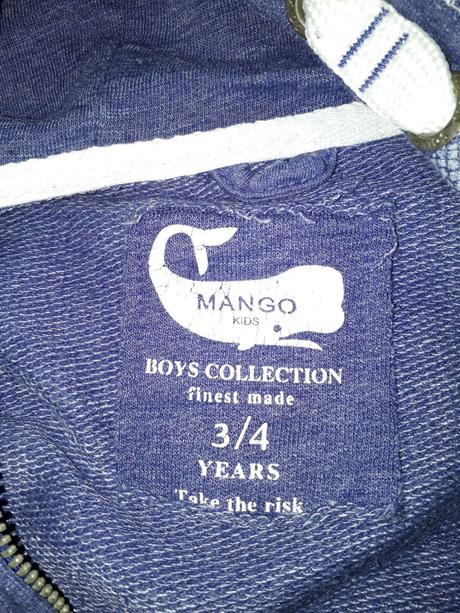 MANGO
KIDS
BOYS COLLECTION
finest made
3/4
YEARS
Take the risk